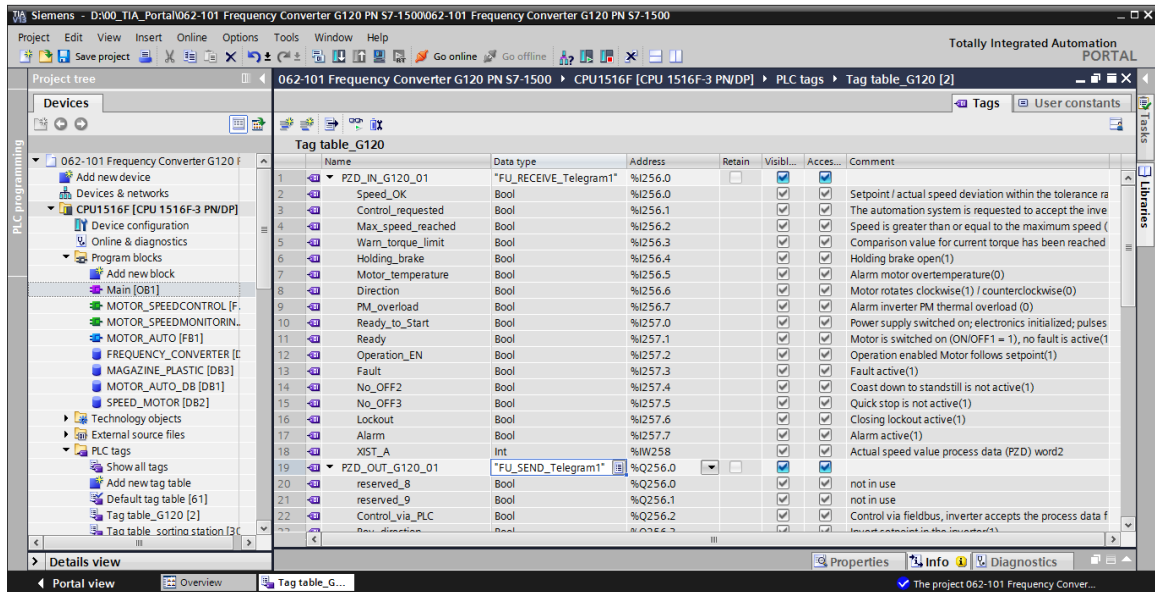 Siemens - D:\00_TIA_Portal\062-101 Frequency Converter G120 PN S7-1500\062-101 Frequency Converter G120 PN S7-1500
Project Edit View Insert Online Options Tools Window Help
Totally Integrated Automation
PORTAL
Save project Go online Go offline
Project tree
062-101 Frequency Converter G120 PN S7-1500 CPU1516F [CPU 1516F-3 PN/DP] PLC tags Tag table_G120 [2]
Devices
Tags User constants
Tag table_G120
PLC programming
Tasks
Libraries
062-101 Frequency Converter G120 F
Add new device
Devices & networks
CPU1516F [CPU 1516F-3 PN/DP]
Device configuration
Online & diagnostics
Program blocks
Add new block
Main [OB1]
MOTOR_SPEEDCONTROL [F.
MOTOR_SPEEDMONITORIN.
MOTOR_AUTO [FB1]
FREQUENCY_CONVERTER [D
MAGAZINE_PLASTIC [DB3]
MOTOR_AUTO_DB [DB1]
SPEED_MOTOR [DB2]
Technology objects
External source files
PLC tags
Show all tags
Add new tag table
Default tag table [61]
Tag table_G120 [2]
Tag table_sorting station [30
Name Data type Address Retain Visibl... Acces... Comment
1 PZD_IN_G120_01 "FU_RECEIVE_Telegram1" %I256.0
2 Speed_OK Bool %I256.0 Setpoint / actual speed deviation within the tolerance ra
3 Control_requested Bool %I256.1 The automation system is requested to accept the inve
4 Max_speed_reached Bool %I256.2 Speed is greater than or equal to the maximum speed (
5 Warn_torque_limit Bool %I256.3 Comparison value for current torque has been reached
6 Holding_brake Bool %I256.4 Holding brake open(1)
7 Motor_temperature Bool %I256.5 Alarm motor overtemperature(0)
8 Direction Bool %I256.6 Motor rotates clockwise(1) / counterclockwise(0)
9 PM_overload Bool %I256.7 Alarm inverter PM thermal overload (0)
10 Ready_to_Start Bool %I257.0 Power supply switched on; electronics initialized; pulses
11 Ready Bool %I257.1 Motor is switched on (ON/OFF1 = 1), no fault is active(1
12 Operation_EN Bool %I257.2 Operation enabled Motor follows setpoint(1)
13 Fault Bool %I257.3 Fault active(1)
14 No_OFF2 Bool %I257.4 Coast down to standstill is not active(1)
15 No_OFF3 Bool %I257.5 Quick stop is not active(1)
16 Lockout Bool %I257.6 Closing lockout active(1)
17 Alarm Bool %I257.7 Alarm active(1)
18 XIST_A Int %IW258 Actual speed value process data (PZD) word2
19 PZD_OUT_G120_01 "FU_SEND_Telegram1" %Q256.0
20 reserved_8 Bool %Q256.0 not in use
21 reserved_9 Bool %Q256.1 not in use
22 Control_via_PLC Bool %Q256.2 Control via fieldbus, inverter accepts the process data f
Details view
Properties Info Diagnostics
Portal view Overview Tag table_G... The project 062-101 Frequency Conver...